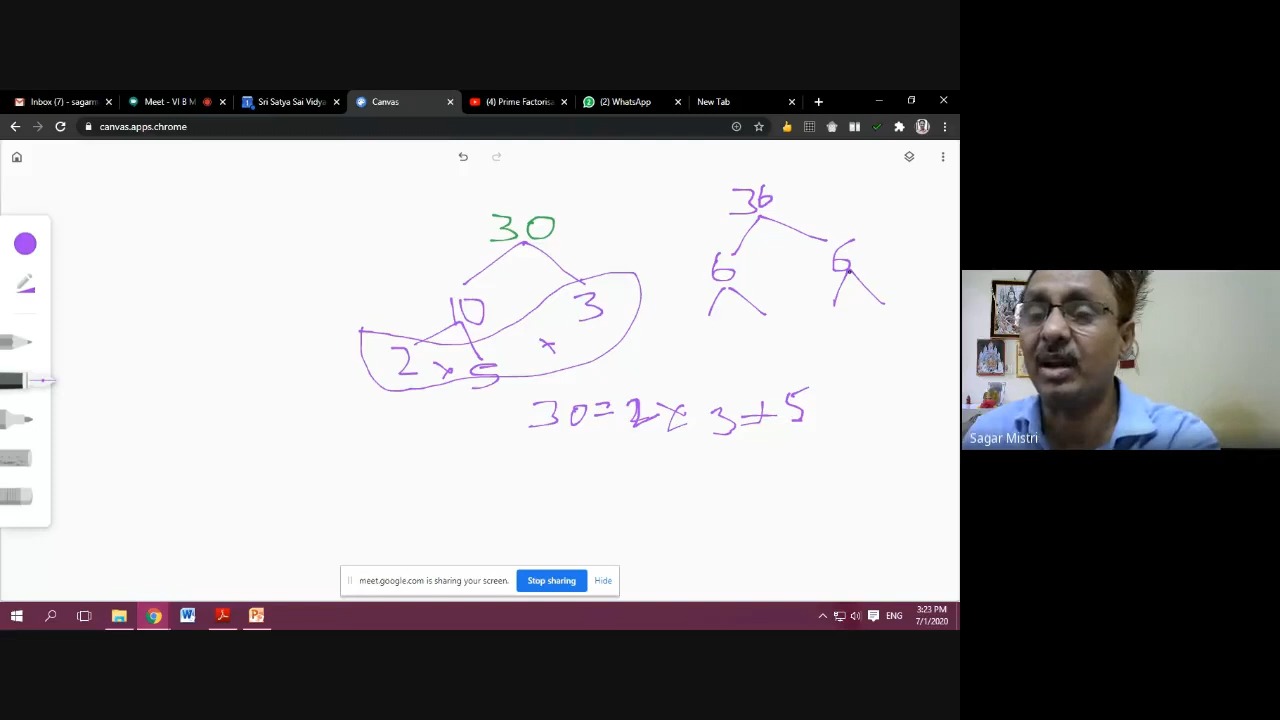 Inbox (7) - sagarm
Meet - VI B M
Sri Satya Sai Vidya
Canvas
(4) Prime Factorisa
(2) WhatsApp
New Tab
canvas.apps.chrome
30
10 3
2 × 5 ×
30 = 2 × 3 + 5
36
6 6
Sagar Mistri
meet.google.com is sharing your screen.
Stop sharing
Hide
ENG
3:23 PM
7/1/2020